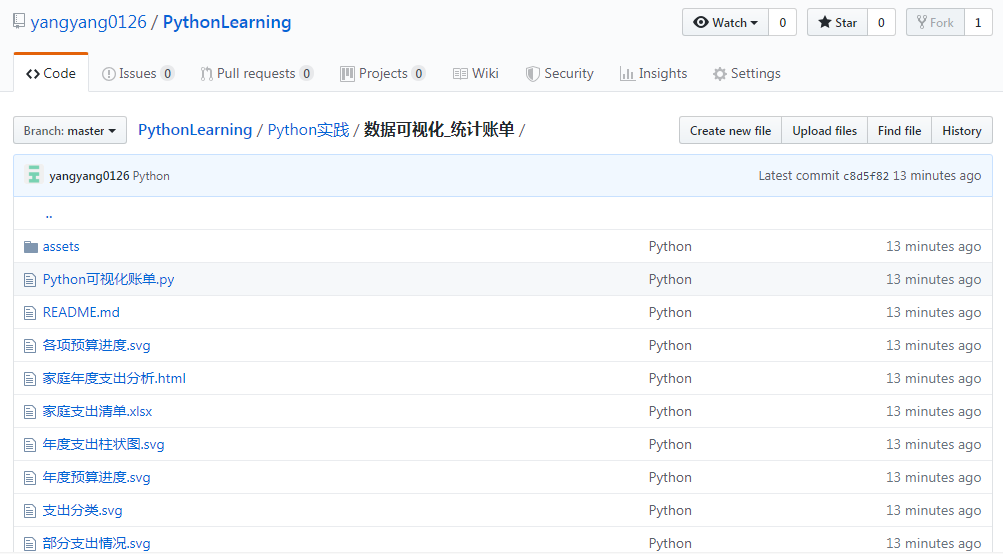 yangyang0126 / PythonLearning Watch 0 Star 0 Fork 1
Code Issues 0 Pull requests 0 Projects 0 Wiki Security Insights Settings
Branch: master PythonLearning / Python实践 / 数据可视化_统计账单 / Create new file Upload files Find file History
yangyang0126 Python Latest commit c8d5f82 13 minutes ago
..
assets Python 13 minutes ago
Python可视化账单.py Python 13 minutes ago
README.md Python 13 minutes ago
各项预算进度.svg Python 13 minutes ago
家庭年度支出分析.html Python 13 minutes ago
家庭支出清单.xlsx Python 13 minutes ago
年度支出柱状图.svg Python 13 minutes ago
年度预算进度.svg Python 13 minutes ago
支出分类.svg Python 13 minutes ago
部分支出情况.svg Python 13 minutes ago